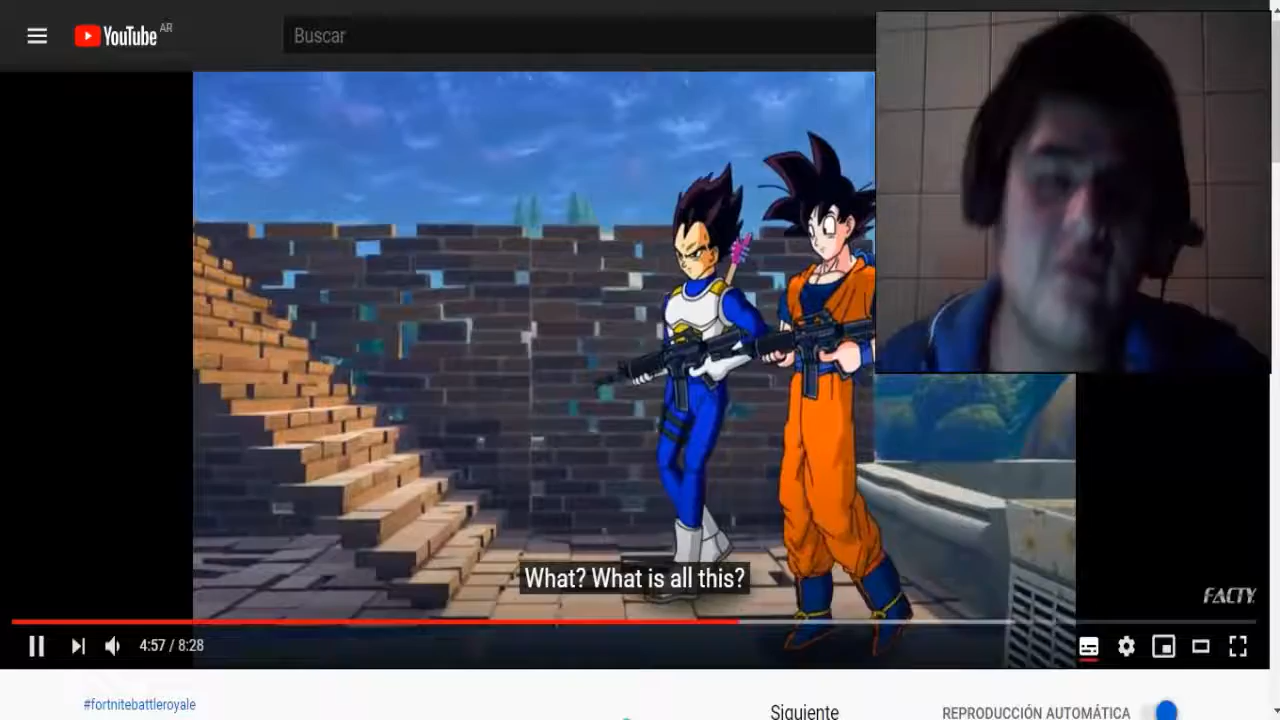 YouTube AR
Buscar
What? What is all this?
FACTY
4:57 / 8:28
#fortnitebattleroyale
Siguiente
REPRODUCCIÓN AUTOMÁTICA